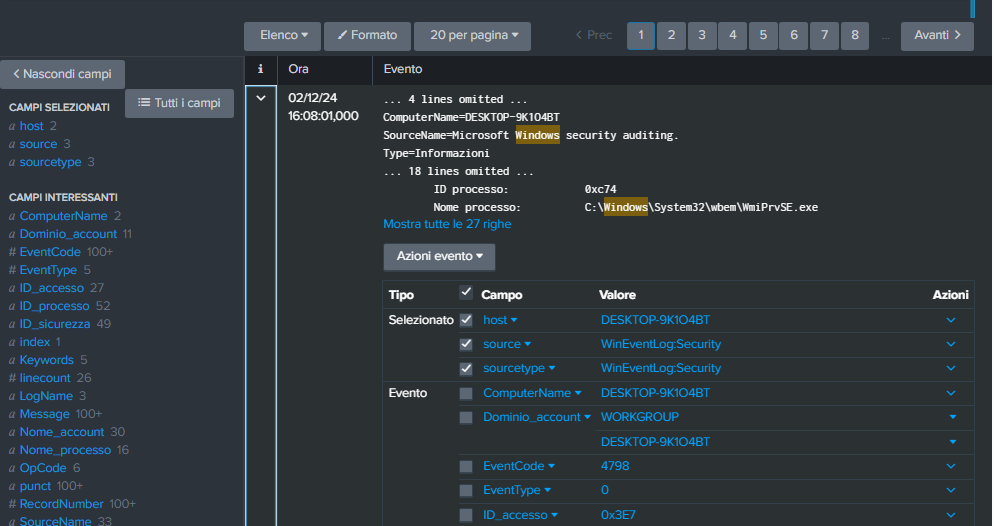 Elenco
Formato
20 per pagina
Prec
1
2
3
4
5
6
7
8
...
Avanti
Nascondi campi
Tutti i campi
CAMPI SELEZIONATI
a host 2
a source 3
a sourcetype 3
CAMPI INTERESSANTI
a ComputerName 2
a Dominio_account 11
# EventCode 100+
# EventType 5
a ID_accesso 27
a ID_processo 52
a ID_sicurezza 49
a index 1
a Keywords 5
# linecount 26
a LogName 3
a Message 100+
a Nome_account 30
a Nome_processo 16
a OpCode 6
a punct 100+
# RecordNumber 100+
a SourceName 33
i Ora Evento
02/12/24
16:08:01,000
... 4 lines omitted ...
ComputerName=DESKTOP-9K1O4BT
SourceName=Microsoft Windows security auditing.
Type=Informazioni
... 18 lines omitted ...
ID processo: 0xc74
Nome processo: C:\Windows\System32\wbem\WmiPrvSE.exe
Mostra tutte le 27 righe
Azioni evento
Tipo Campo Valore Azioni
Selezionato host DESKTOP-9K1O4BT
source WinEventLog:Security
sourcetype WinEventLog:Security
Evento ComputerName DESKTOP-9K1O4BT
Dominio_account WORKGROUP
DESKTOP-9K1O4BT
EventCode 4798
EventType 0
ID_accesso 0x3E7